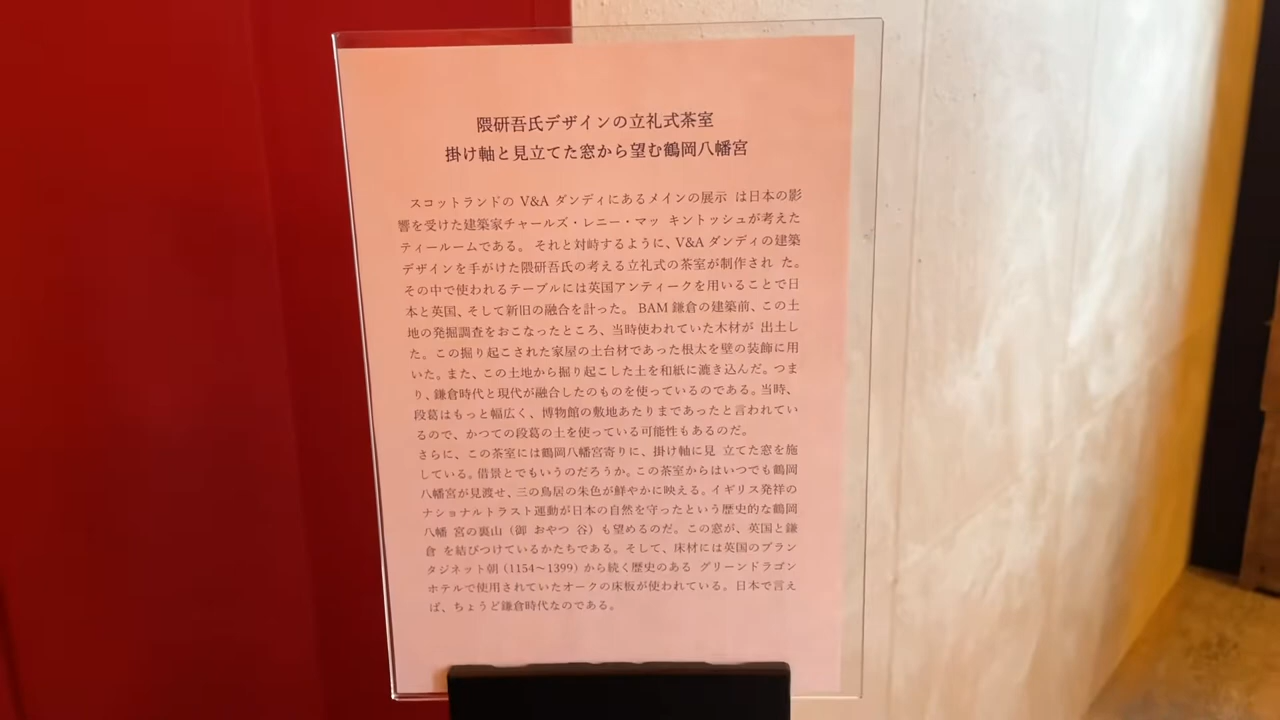 隈研吾氏デザインの立礼式茶室
掛け軸と見立てた窓から望む鶴岡八幡宮
スコットランドの V&A ダンディにあるメインの展示 は日本の影
響を受けた建築家チャールズ・レニー・マッ キントッシュが考えた
ティールームである。 それと対峙するように、V&A ダンディの建築
デザインを手がけた隈研吾氏の考える立礼式の茶室が制作され た。
その中で使われるテーブルには英国アンティークを用いることで日
本と英国、そして新旧の融合を計った。 BAM 鎌倉の建築前、この土
地の発掘調査をおこなったところ、当時使われていた木材が 出土し
た。この掘り起こされた家屋の土台材であった根太を壁の装飾に用
いた。また、この土地から掘り起こした土を和紙に漉き込んだ。つま
り、鎌倉時代と現代が融合したのものを使っているのである。当時、
段葛はもっと幅広く、博物館の敷地あたりまであったと言われてい
るので、かつての段葛の土を使っている可能性もあるのだ。
さらに、この茶室には鶴岡八幡宮寄りに、掛け軸に見 立てた窓を施
している。借景とでもいうのだろうか。この茶室からはいつでも鶴岡
八幡宮が見渡せ、三の鳥居の朱色が鮮やかに映える。イギリス発祥の
ナショナルトラスト運動が日本の自然を守ったという歴史的な鶴岡
八幡 宮の裏山（御 おやつ 谷）も望めるのだ。この窓が、英国と鎌
倉 を結びつけているかたちである。そして、床材には英国のプラン
タジネット朝（1154〜1399）から続く歴史のある グリーンドラゴン
ホテルで使用されていたオークの床板が使われている。日本で言え
ば、ちょうど鎌倉時代なのである。